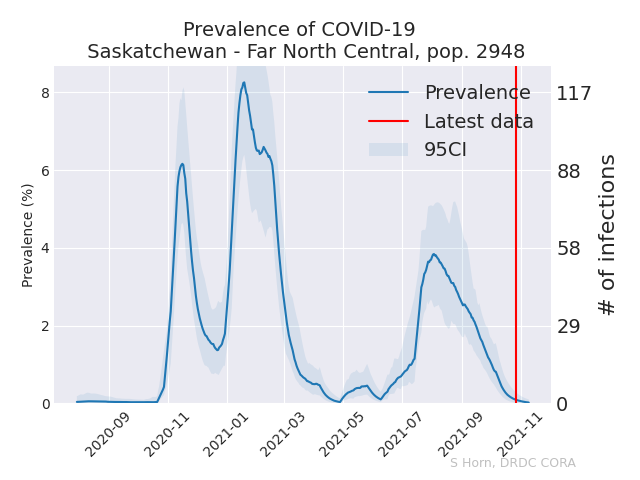 Prevalence of COVID-19
Saskatchewan - Far North Central, pop. 2948
Prevalence
Latest data
95CI
Prevalence (%)
8
6
4
2
0
117
88
58
29
0
# of infections
2020-09
2020-11
2021-01
2021-03
2021-05
2021-07
2021-09
2021-11
S Horn, DRDC CORA